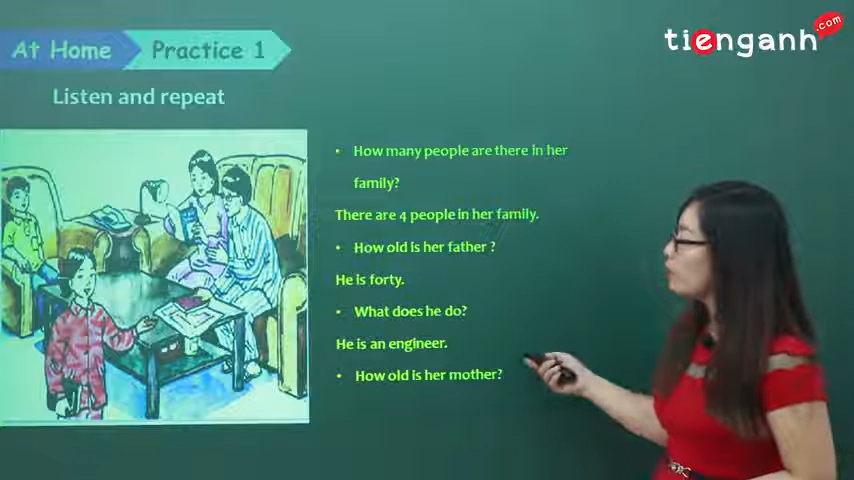 At Home Practice 1
tienganh.com
Listen and repeat
• How many people are there in her
family?
There are 4 people in her family.
• How old is her father ?
He is forty.
• What does he do?
He is an engineer.
• How old is her mother?